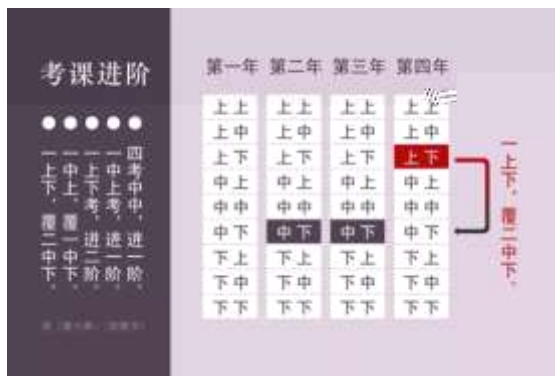 考课进阶
四考中中，进一阶。
一中上考，进一阶。
一上下考，进二阶。
一中上，覆一中下。
一上下，覆二中下。
第一年 第二年 第三年 第四年
上上 上上 上上 上上
上中 上中 上中 上中
上下 上下 上下 上下
中上 中上 中上 中上
中中 中中 中中 中中
中下 中下 中下 中下
下上 下上 下上 下上
下中 下中 下中 下中
下下 下下 下下 下下
一上下，覆二中下。